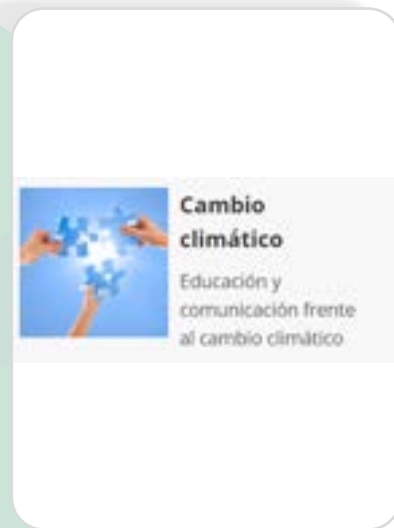 Cambio
climático
Educación y
comunicación frente
al cambio climático